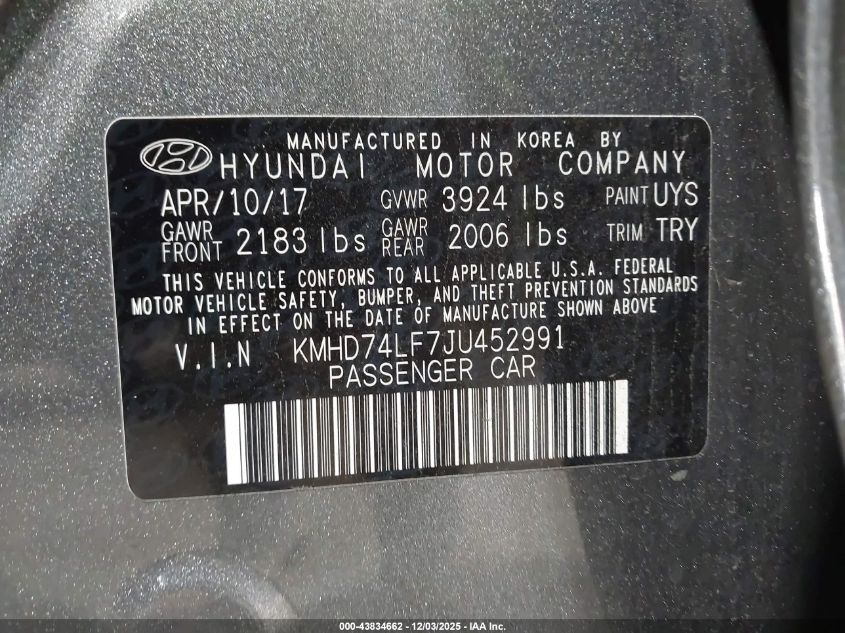 MANUFACTURED IN KOREA BY
HYUNDAI MOTOR COMPANY
APR/10/17 GVWR 3924 lbs PAINT UYS
GAWR FRONT 2183 lbs GAWR REAR 2006 lbs TRIM TRY
THIS VEHICLE CONFORMS TO ALL APPLICABLE U.S.A. FEDERAL
MOTOR VEHICLE SAFETY, BUMPER, AND THEFT PREVENTION STANDARDS
IN EFFECT ON THE DATE OF MANUFACTURE SHOWN ABOVE
V.I.N KMHD74LF7JU452991
PASSENGER CAR
000-43834662 - 12/03/2025 - IAA Inc.